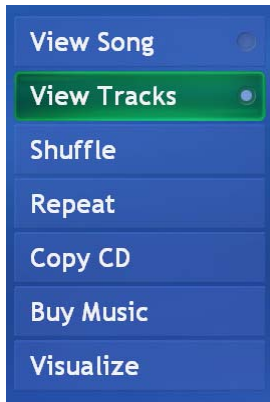 View Song
View Tracks
Shuffle
Repeat
Copy CD
Buy Music
Visualize